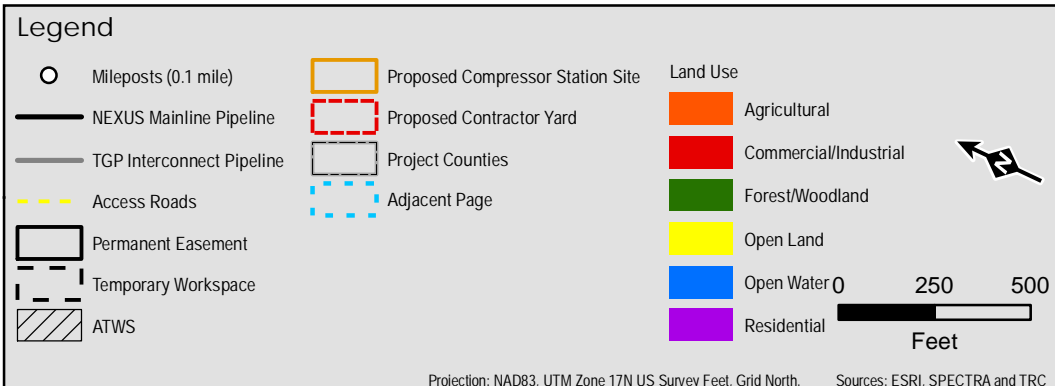 Legend
Mileposts (0.1 mile)
NEXUS Mainline Pipeline
TGP Interconnect Pipeline
Access Roads
Permanent Easement
Temporary Workspace
ATWS
Proposed Compressor Station Site
Proposed Contractor Yard
Project Counties
Adjacent Page
Land Use
Agricultural
Commercial/Industrial
Forest/Woodland
Open Land
Open Water
Residential
N
0 250 500
Feet
Projection: NAD83, UTM Zone 17N US Survey Feet, Grid North. Sources: ESRI, SPECTRA and TRC